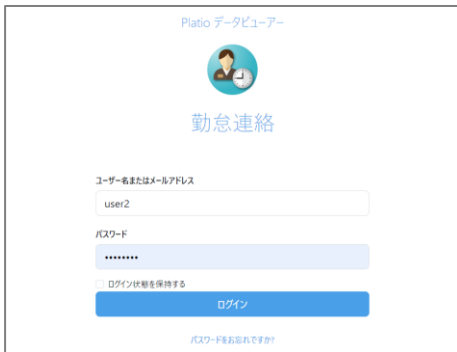 Platio データビューアー
勤怠連絡
ユーザー名またはメールアドレス
user2
パスワード
••••••••
ログイン状態を保持する
ログイン
パスワードをお忘れですか?